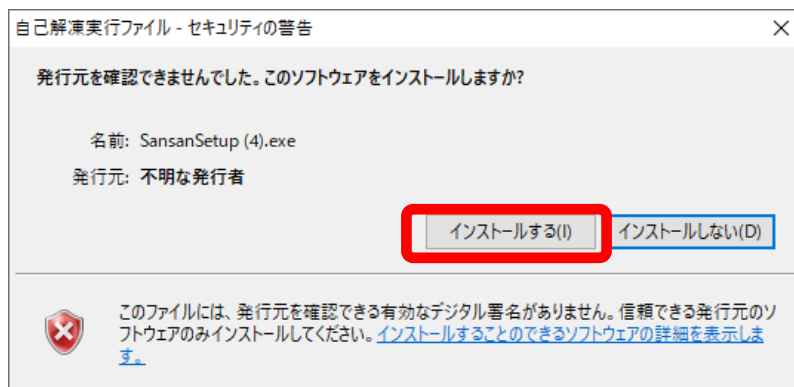 自己解凍実行ファイル - セキュリティの警告
発行元を確認できませんでした。このソフトウェアをインストールしますか?
名前: SansanSetup (4).exe
発行元: 不明な発行者
インストールする(I) インストールしない(D)
このファイルには、発行元を確認できる有効なデジタル署名がありません。信頼できる発行元のソ
フトウェアのみインストールしてください。インストールすることのできるソフトウェアの詳細を表示しま
す。